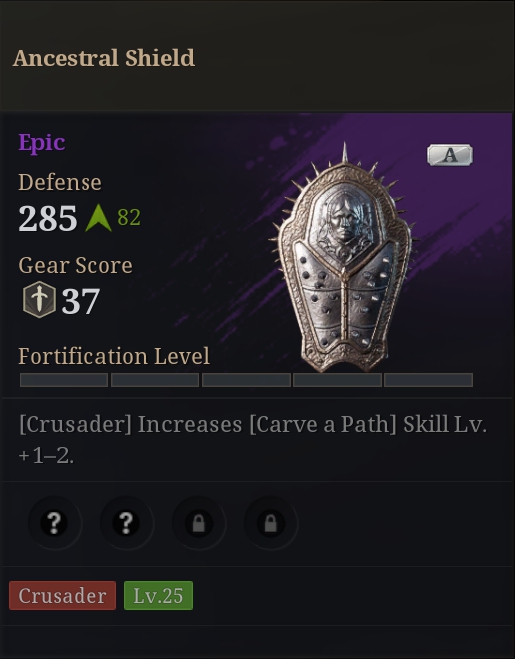 Ancestral Shield
Epic
A
Defense
285 82
Gear Score
37
Fortification Level
[Crusader] Increases [Carve a Path] Skill Lv.
+1–2.
? ?
Crusader Lv.25